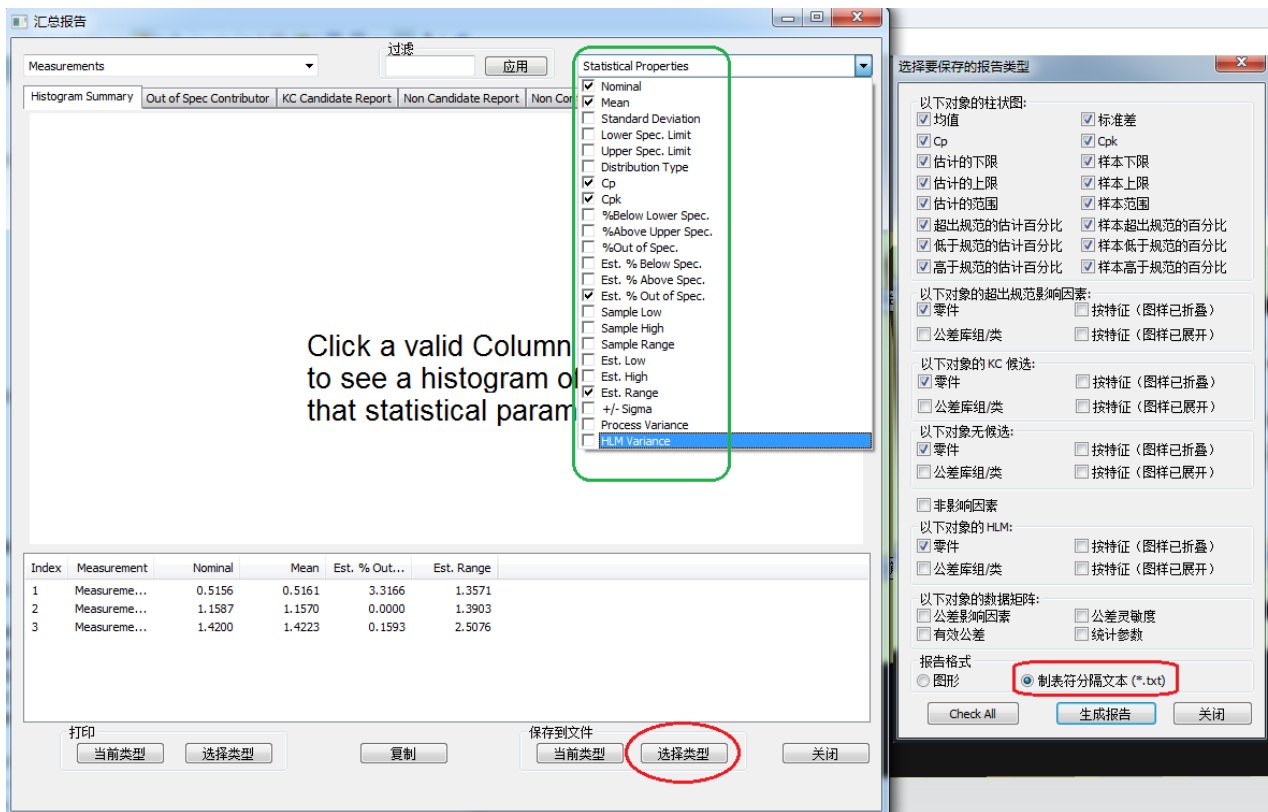 汇总报告
过滤
Measurements
应用
Statistical Properties
Histogram Summary
Out of Spec Contributor
KC Candidate Report
Non Candidate Report
Nominal
Mean
Standard Deviation
Lower Spec. Limit
Upper Spec. Limit
Distribution Type
Cp
Cpk
%Below Lower Spec.
%Above Upper Spec.
%Out of Spec.
Est. % Below Spec.
Est. % Above Spec.
Est. % Out of Spec.
Sample Low
Sample High
Sample Range
Est. Low
Est. High
Est. Range
+/- Sigma
Process Variance
HLM Variance
Click a valid Column
to see a histogram of
that statistical param
Index Measurement Nominal Mean Est. % Out... Est. Range
1 Measureme... 0.5156 0.5161 3.3166 1.3571
2 Measureme... 1.1587 1.1570 0.0000 1.3903
3 Measureme... 1.4200 1.4223 0.1593 2.5076
打印
当前类型 选择类型
复制
保存到文件
当前类型 选择类型
关闭
选择要保存的报告类型
以下对象的柱状图:
均值 标准差
Cp Cpk
估计的下限 样本下限
估计的上限 样本上限
估计的范围 样本范围
超出规范的估计百分比 样本超出规范的百分比
低于规范的估计百分比 样本低于规范的百分比
高于规范的估计百分比 样本高于规范的百分比
以下对象的超出规范影响因素:
零件 按特征（图样已折叠）
公差库组/类 按特征（图样已展开）
以下对象的 KC 候选:
零件 按特征（图样已折叠）
公差库组/类 按特征（图样已展开）
以下对象无候选:
零件 按特征（图样已折叠）
公差库组/类 按特征（图样已展开）
非影响因素
以下对象的 HLM:
零件 按特征（图样已折叠）
公差库组/类 按特征（图样已展开）
以下对象的数据矩阵:
公差影响因素 公差灵敏度
有效公差 统计参数
报告格式
图形 制表符分隔文本 (*.txt)
Check All 生成报告 关闭